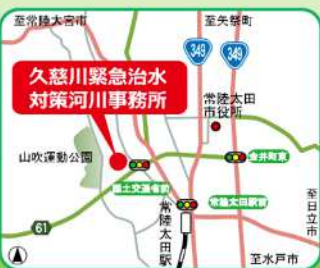 至常陸大宮市
至矢祭町
349
349
久慈川緊急治水
対策河川事務所
常陸太田
市役所
山吹運動公園
金井町東
国土交通省前
常陸太田駅前
61
常陸太田駅
至日立市
至水戸市